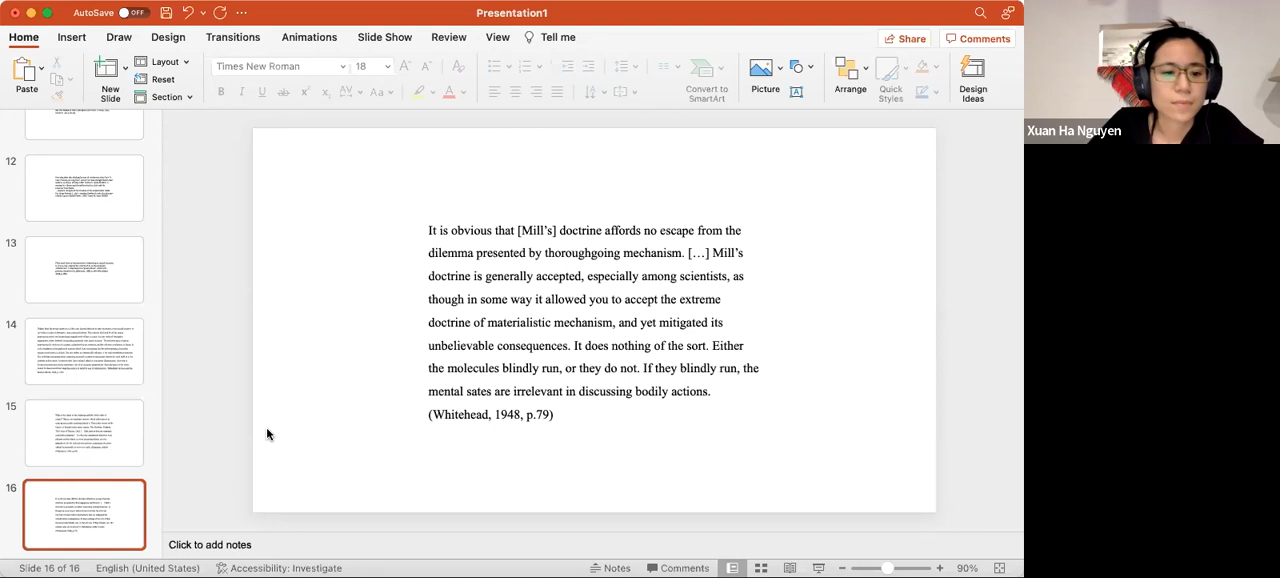 AutoSave OFF
Presentation1
Home Insert Draw Design Transitions Animations Slide Show Review View Tell me
Share Comments
Paste
New Slide
Layout
Reset
Section
Times New Roman 18
Convert to SmartArt
Picture
Arrange
Quick Styles
Design Ideas
12
13
14
15
16
It is obvious that [Mill's] doctrine affords no escape from the
dilemma presented by thoroughgoing mechanism. […] Mill's
doctrine is generally accepted, especially among scientists, as
though in some way it allowed you to accept the extreme
doctrine of materialistic mechanism, and yet mitigated its
unbelievable consequences. It does nothing of the sort. Either
the molecules blindly run, or they do not. If they blindly run, the
mental sates are irrelevant in discussing bodily actions.
(Whitehead, 1948, p.79)
Click to add notes
Slide 16 of 16 English (United States) Accessibility: Investigate Notes Comments 90%
Xuan Ha Nguyen